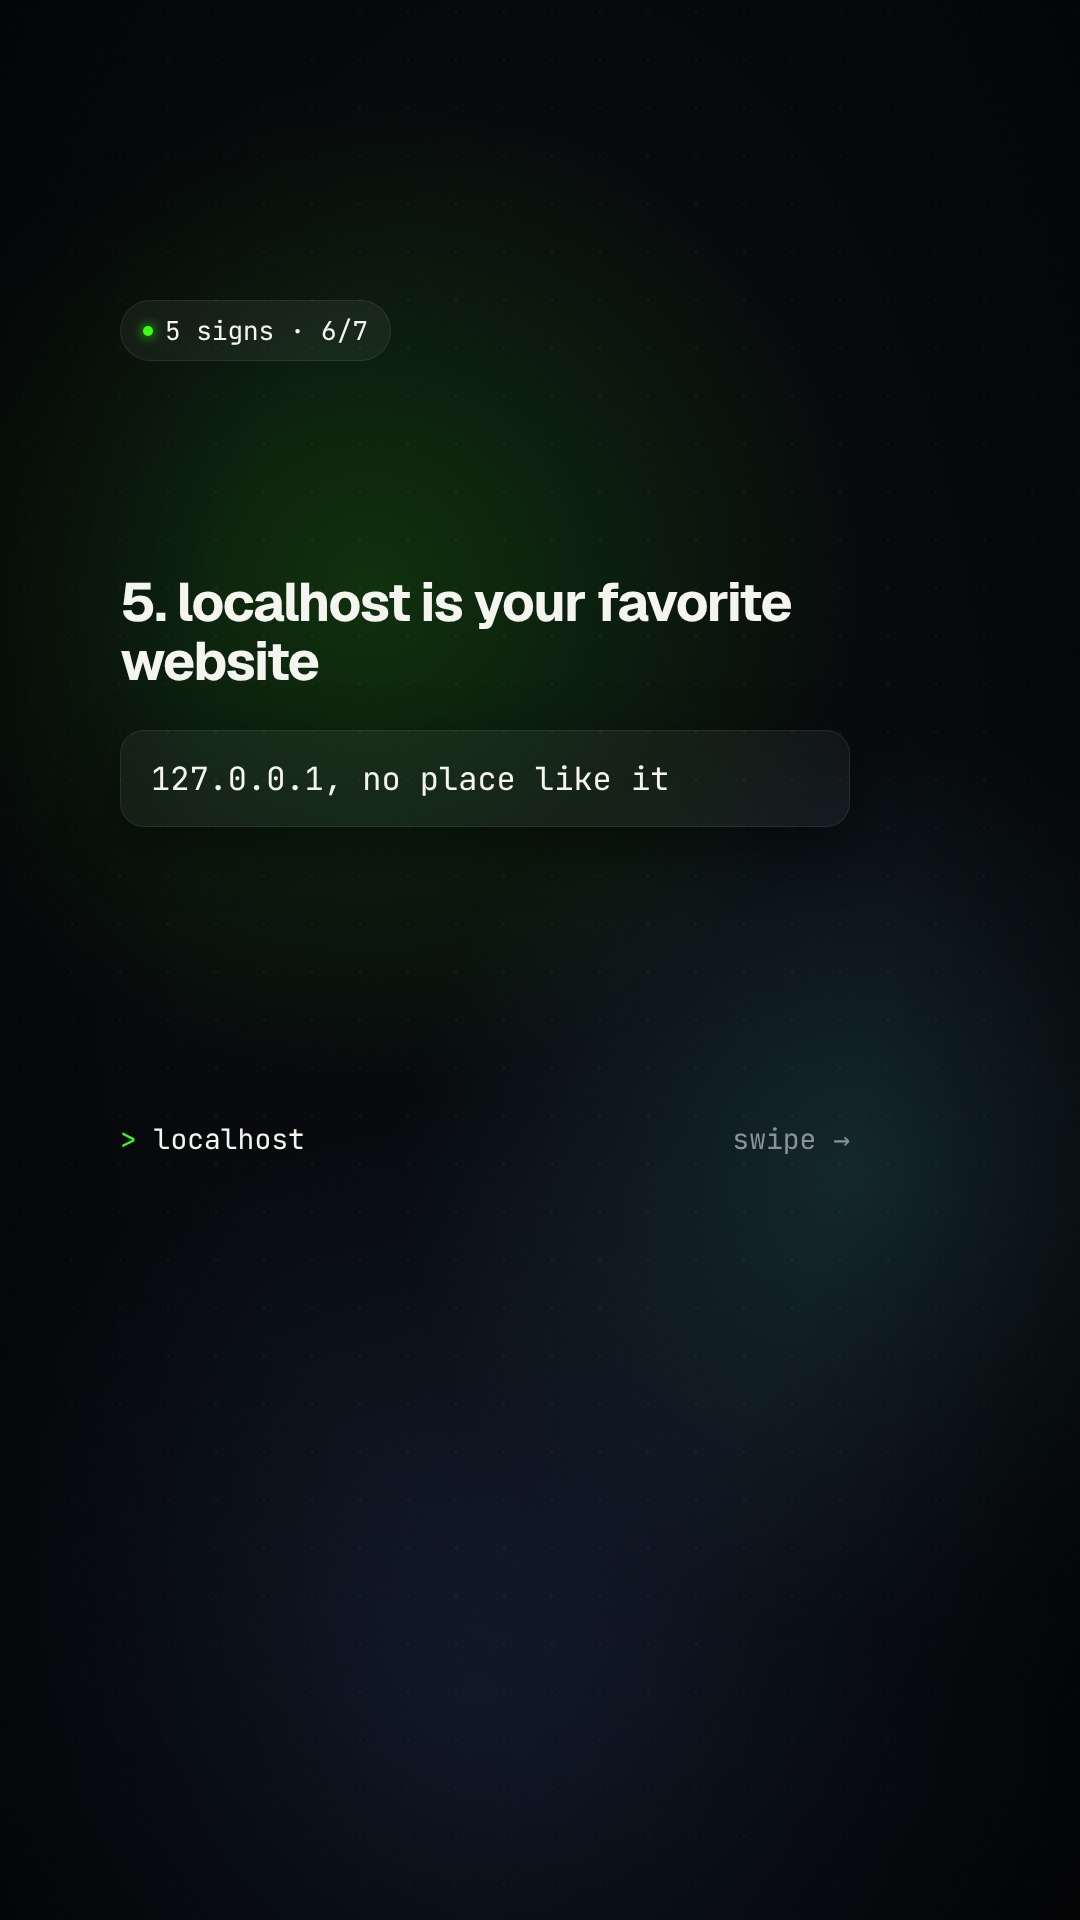 5 signs · 6/7
5. localhost is your favorite
website
127.0.0.1, no place like it
> localhost
swipe →